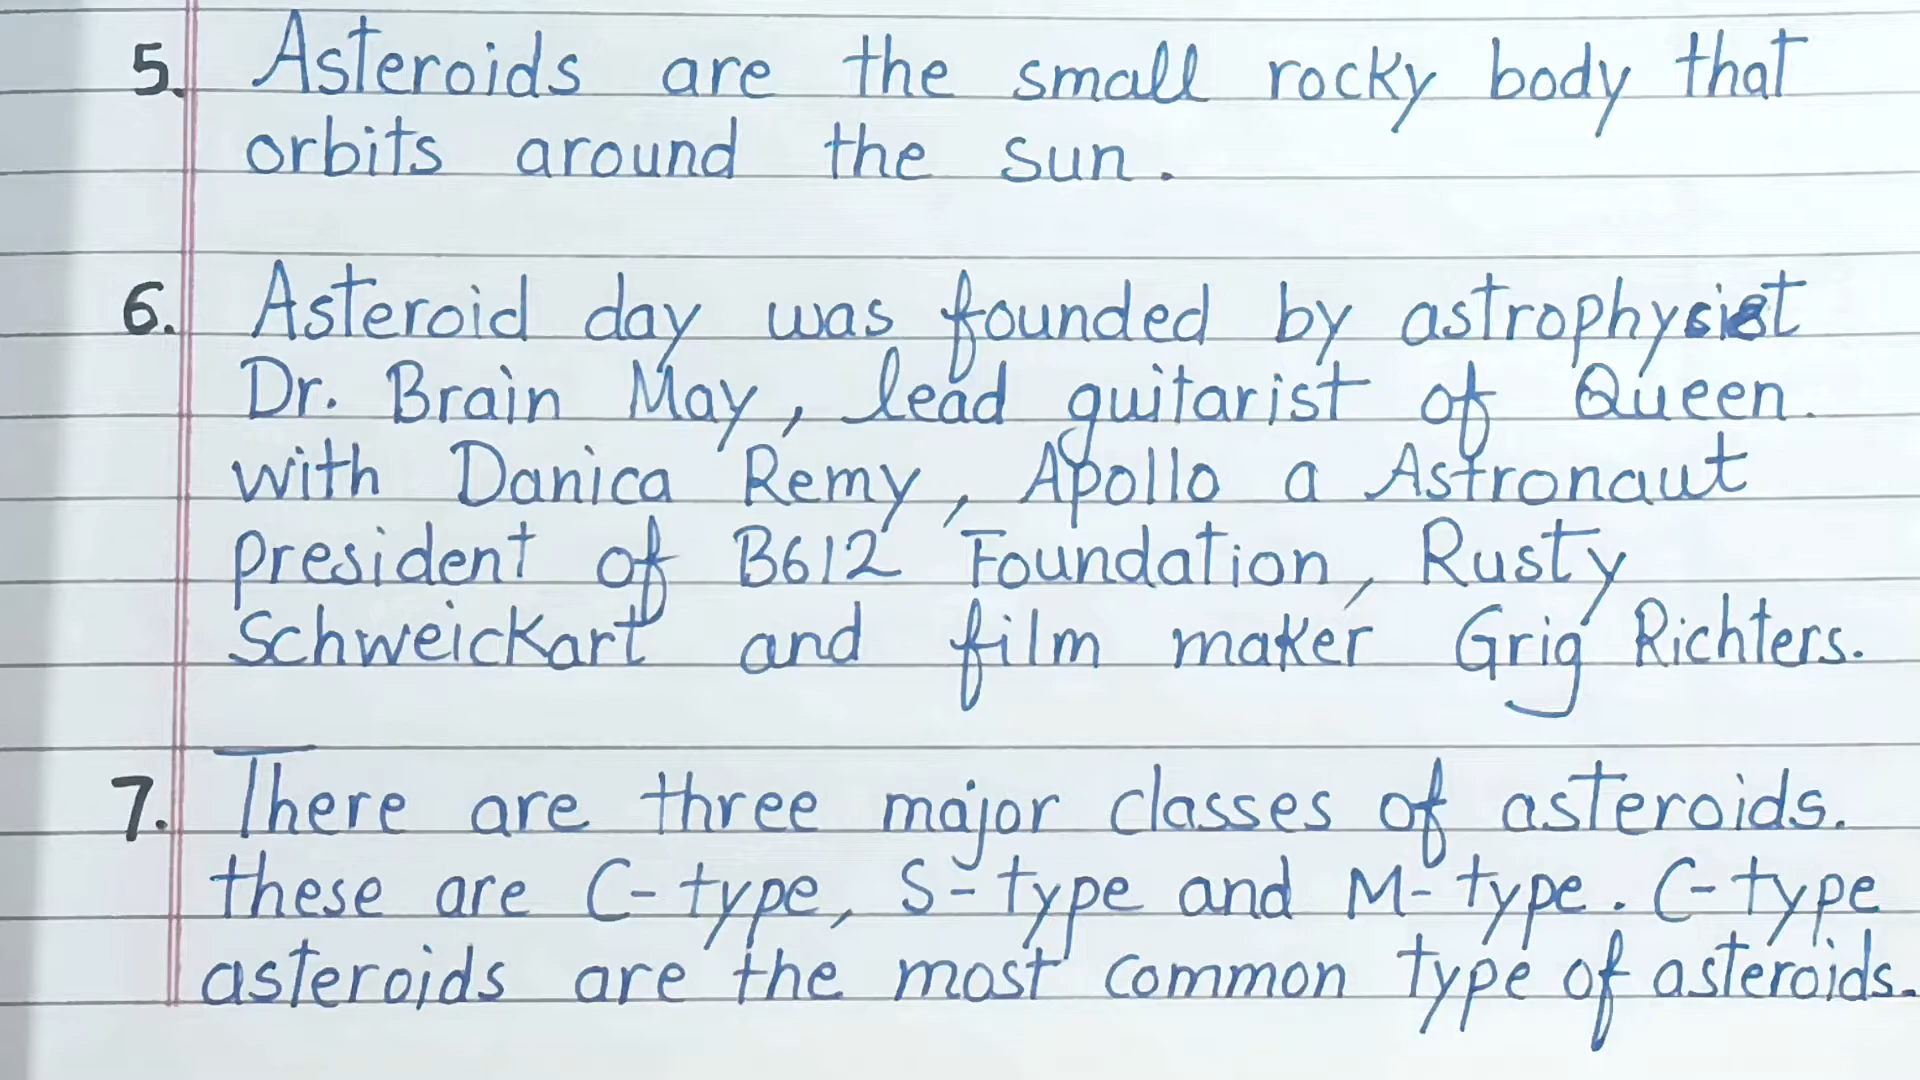 5. Asteroids are the small rocky body that
orbits around the sun.
6. Asteroid day was founded by astrophysist
Dr. Brain May, lead guitarist of Queen.
with Danica Remy, Apollo a Astronaut
president of B612 Foundation, Rusty
Schweickart and film maker Grig Richters.
7. There are three major classes of asteroids.
these are C-type, S-type and M-type. C-type
asteroids are the most common type of asteroids.